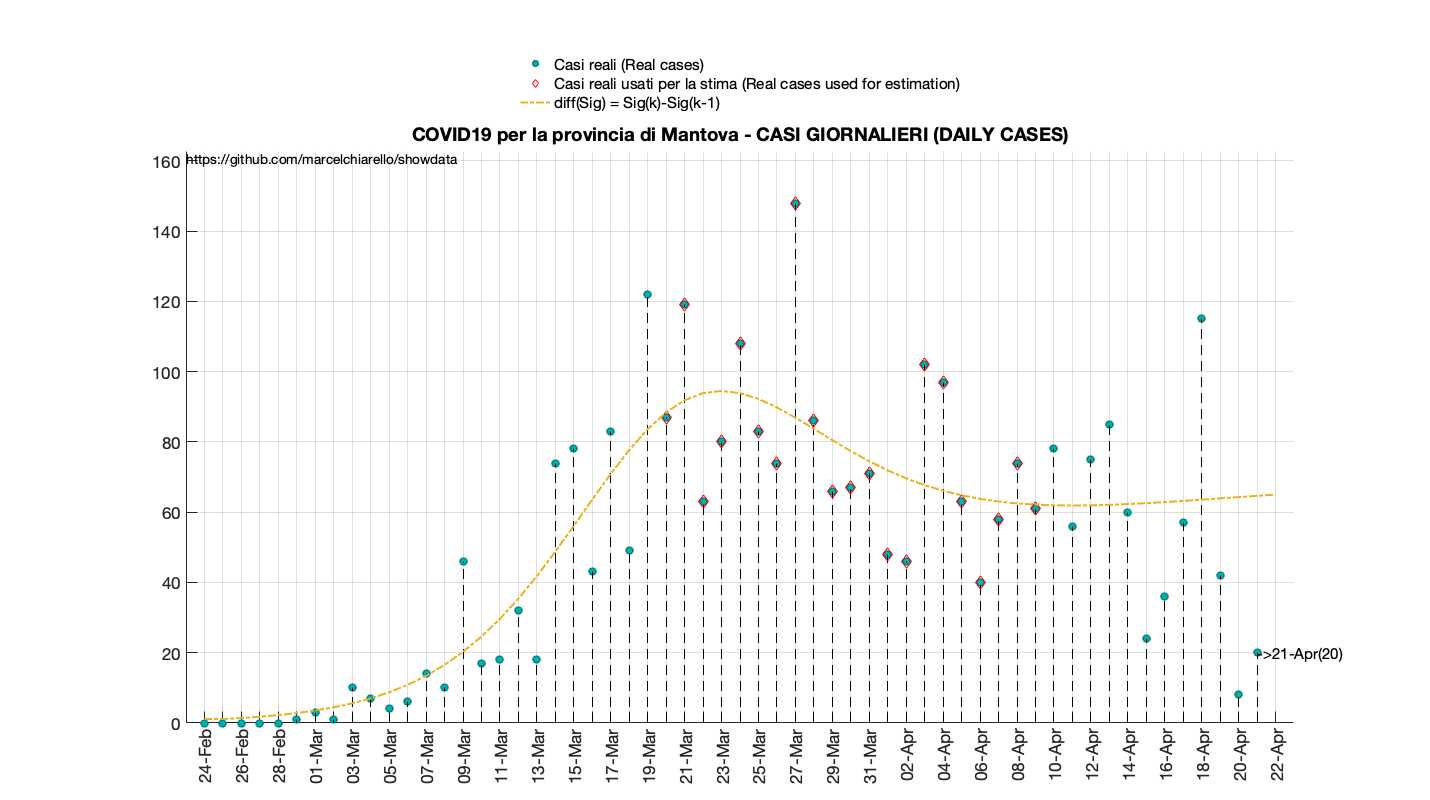 Casi reali (Real cases)
Casi reali usati per la stima (Real cases used for estimation)
diff(Sig) = Sig(k)-Sig(k-1)
COVID19 per la provincia di Mantova - CASI GIORNALIERI (DAILY CASES)
https://github.com/marcelchiarello/showdata
160
140
120
100
80
60
40
20
0
->21-Apr(20)
24-Feb
26-Feb
28-Feb
01-Mar
03-Mar
05-Mar
07-Mar
09-Mar
11-Mar
13-Mar
15-Mar
17-Mar
19-Mar
21-Mar
23-Mar
25-Mar
27-Mar
29-Mar
31-Mar
02-Apr
04-Apr
06-Apr
08-Apr
10-Apr
12-Apr
14-Apr
16-Apr
18-Apr
20-Apr
22-Apr